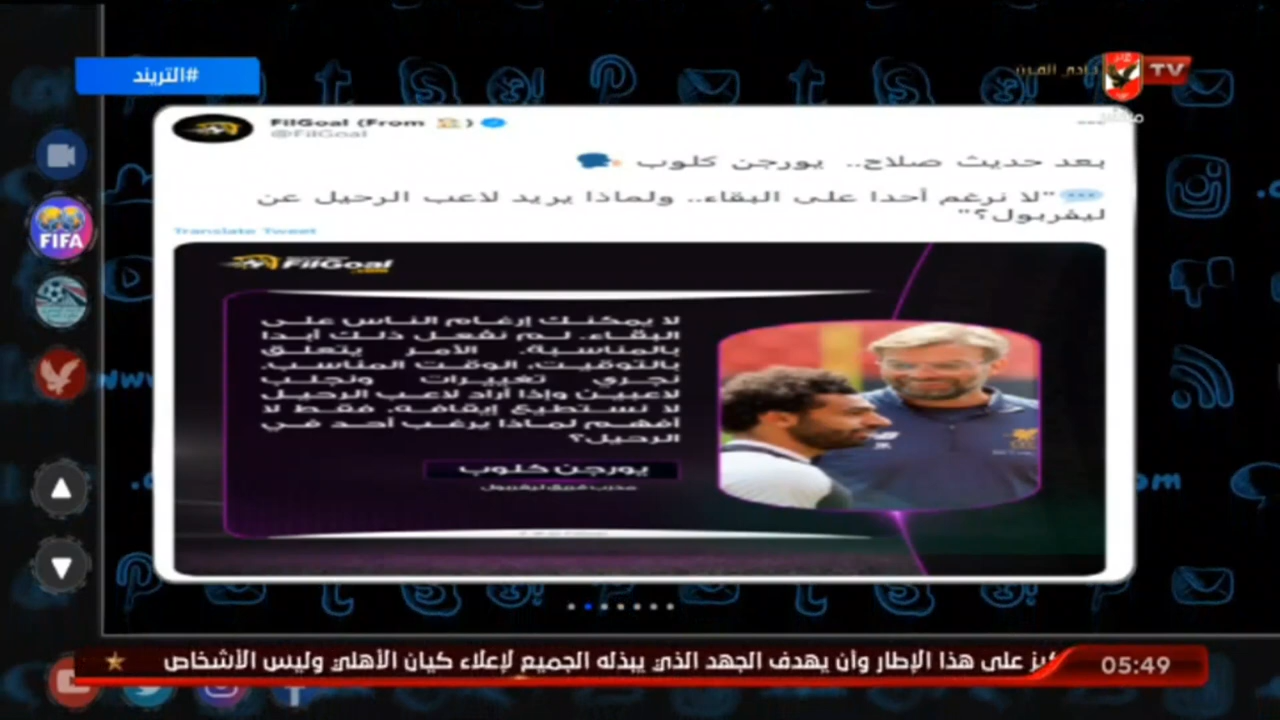 #التريند
TV
مباشر
FilGoal (From 🏠)
@FilGoal
بعد حديث صلاح.. يورجن كلوب 🗣
💬 "لا نرغم أحدا على البقاء.. ولماذا يريد لاعب الرحيل عن
ليفربول؟"
Translate Tweet
FilGoal
.com
لا يمكنك إرغام الناس على
البقاء. لم نفعل ذلك أبدا
بالمناسبة. الأمر يتعلق
بالتوقيت، الوقت المناسب.
نجري تغييرات ونجلب
لاعبين وإذا أراد لاعب الرحيل
لا نستطيع إيقافه. فقط لا
أفهم لماذا يرغب أحد في
الرحيل؟
يورجن كلوب
مدرب فريق ليفربول
FIFA
على هذا الإطار وأن يهدف الجهد الذي يبذله الجميع لإعلاء كيان الأهلي وليس الأشخاص
05:49